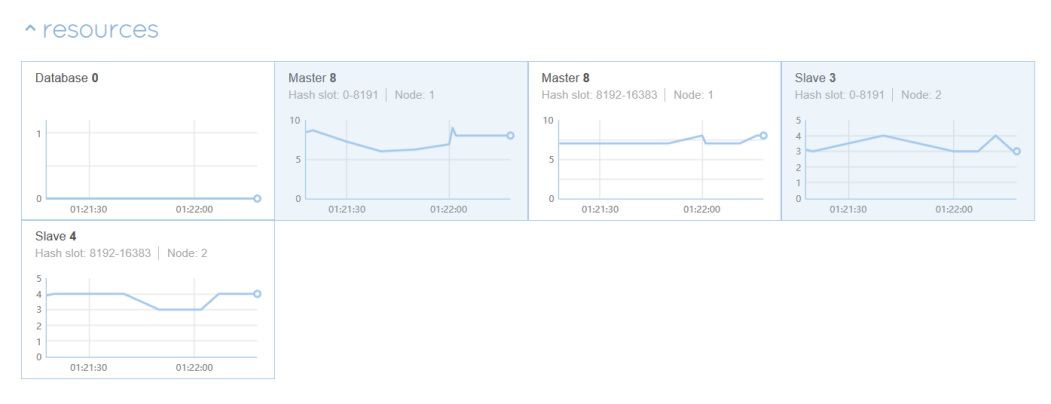 resources
Database 0
1
0
01:21:30 01:22:00
Master 8
Hash slot: 0-8191 | Node: 1
10
5
0
01:21:30 01:22:00
Master 8
Hash slot: 8192-16383 | Node: 1
10
5
0
01:21:30 01:22:00
Slave 3
Hash slot: 0-8191 | Node: 2
5
4
3
2
1
0
01:21:30 01:22:00
Slave 4
Hash slot: 8192-16383 | Node: 2
5
4
3
2
1
0
01:21:30 01:22:00